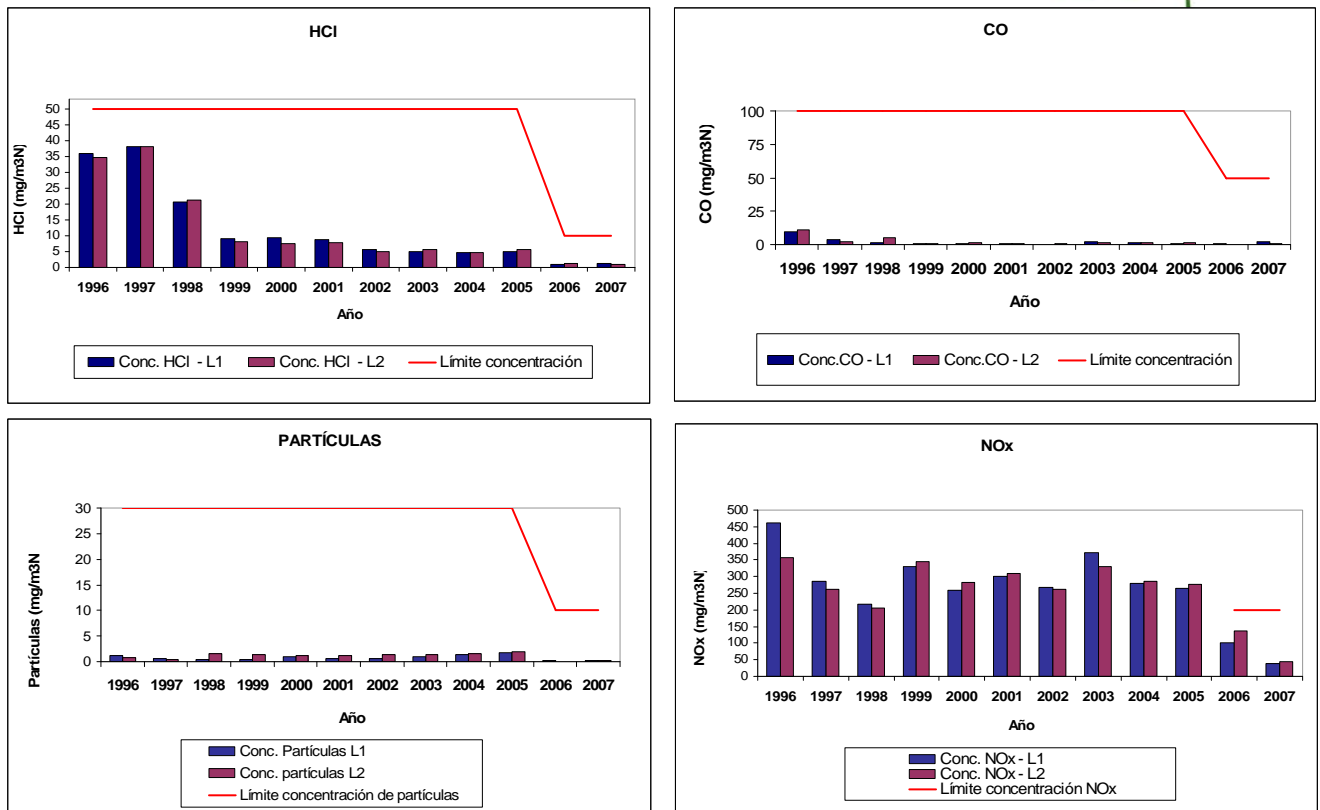 HCl
50
45
40
35
30
25
20
15
10
5
0
HCl (mg/m3N)
1996 1997 1998 1999 2000 2001 2002 2003 2004 2005 2006 2007
Año
Conc. HCl - L1 Conc. HCl - L2 Límite concentración
CO
100
75
50
25
0
CO (mg/m3N)
1996 1997 1998 1999 2000 2001 2002 2003 2004 2005 2006 2007
Año
Conc.CO - L1 Conc.CO - L2 Límite concentración
PARTÍCULAS
30
25
20
15
10
5
0
Partículas (mg/m3N
1996 1997 1998 1999 2000 2001 2002 2003 2004 2005 2006 2007
Año
Conc. Partículas L1
Conc. partículas L2
Límite concentración de partículas
NOx
500
450
400
350
300
250
200
150
100
50
0
NOx (mg/m3N)
1996 1997 1998 1999 2000 2001 2002 2003 2004 2005 2006 2007
Año
Conc. NOx - L1
Conc. NOx - L2
Límite concentración NOx